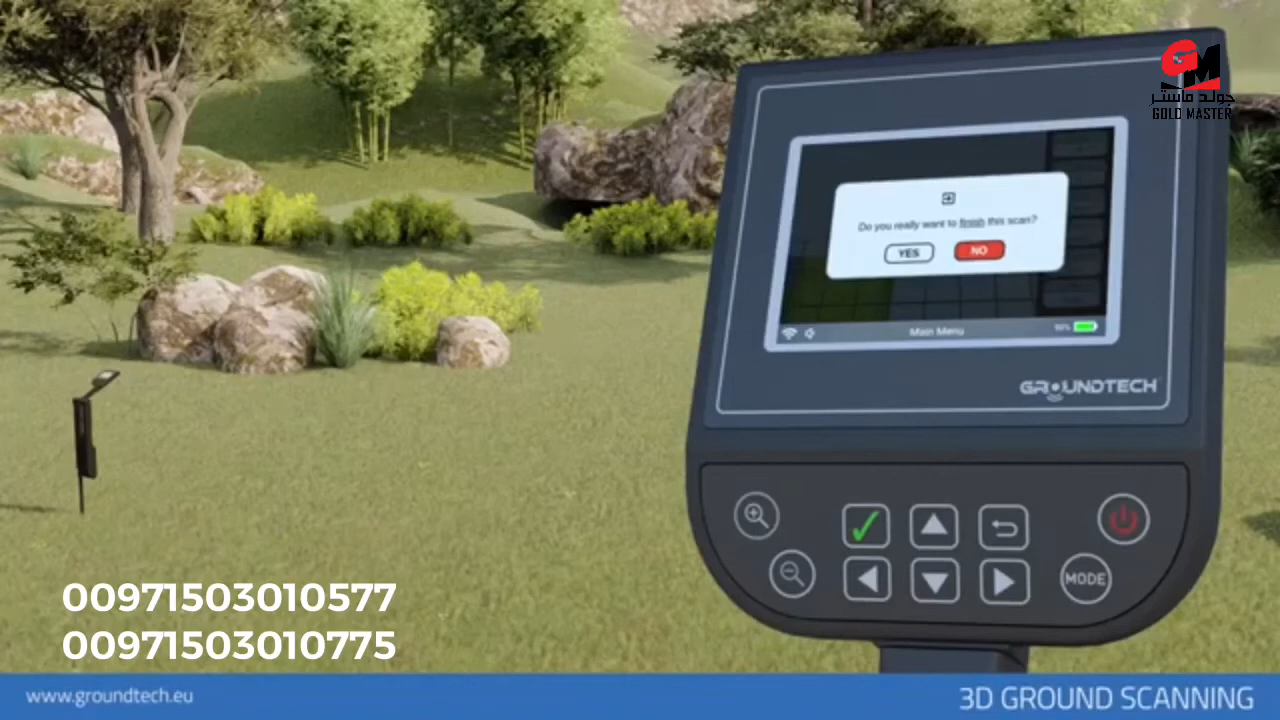 جولد ماستر
GOLD MASTER
Do you really want to finish this scan?
YES
NO
Main Menu
GROUNDTECH
MODE
00971503010577
00971503010775
www.groundtech.eu
3D GROUND SCANNING